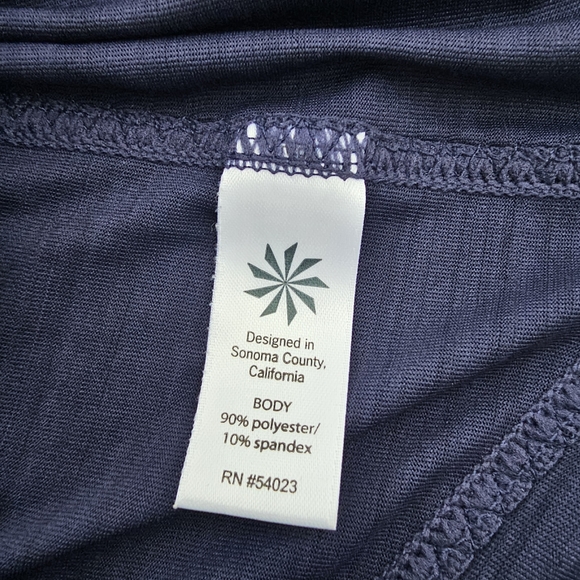 Designed in
Sonoma County,
California
BODY
90% polyester/
10% spandex
RN #54023